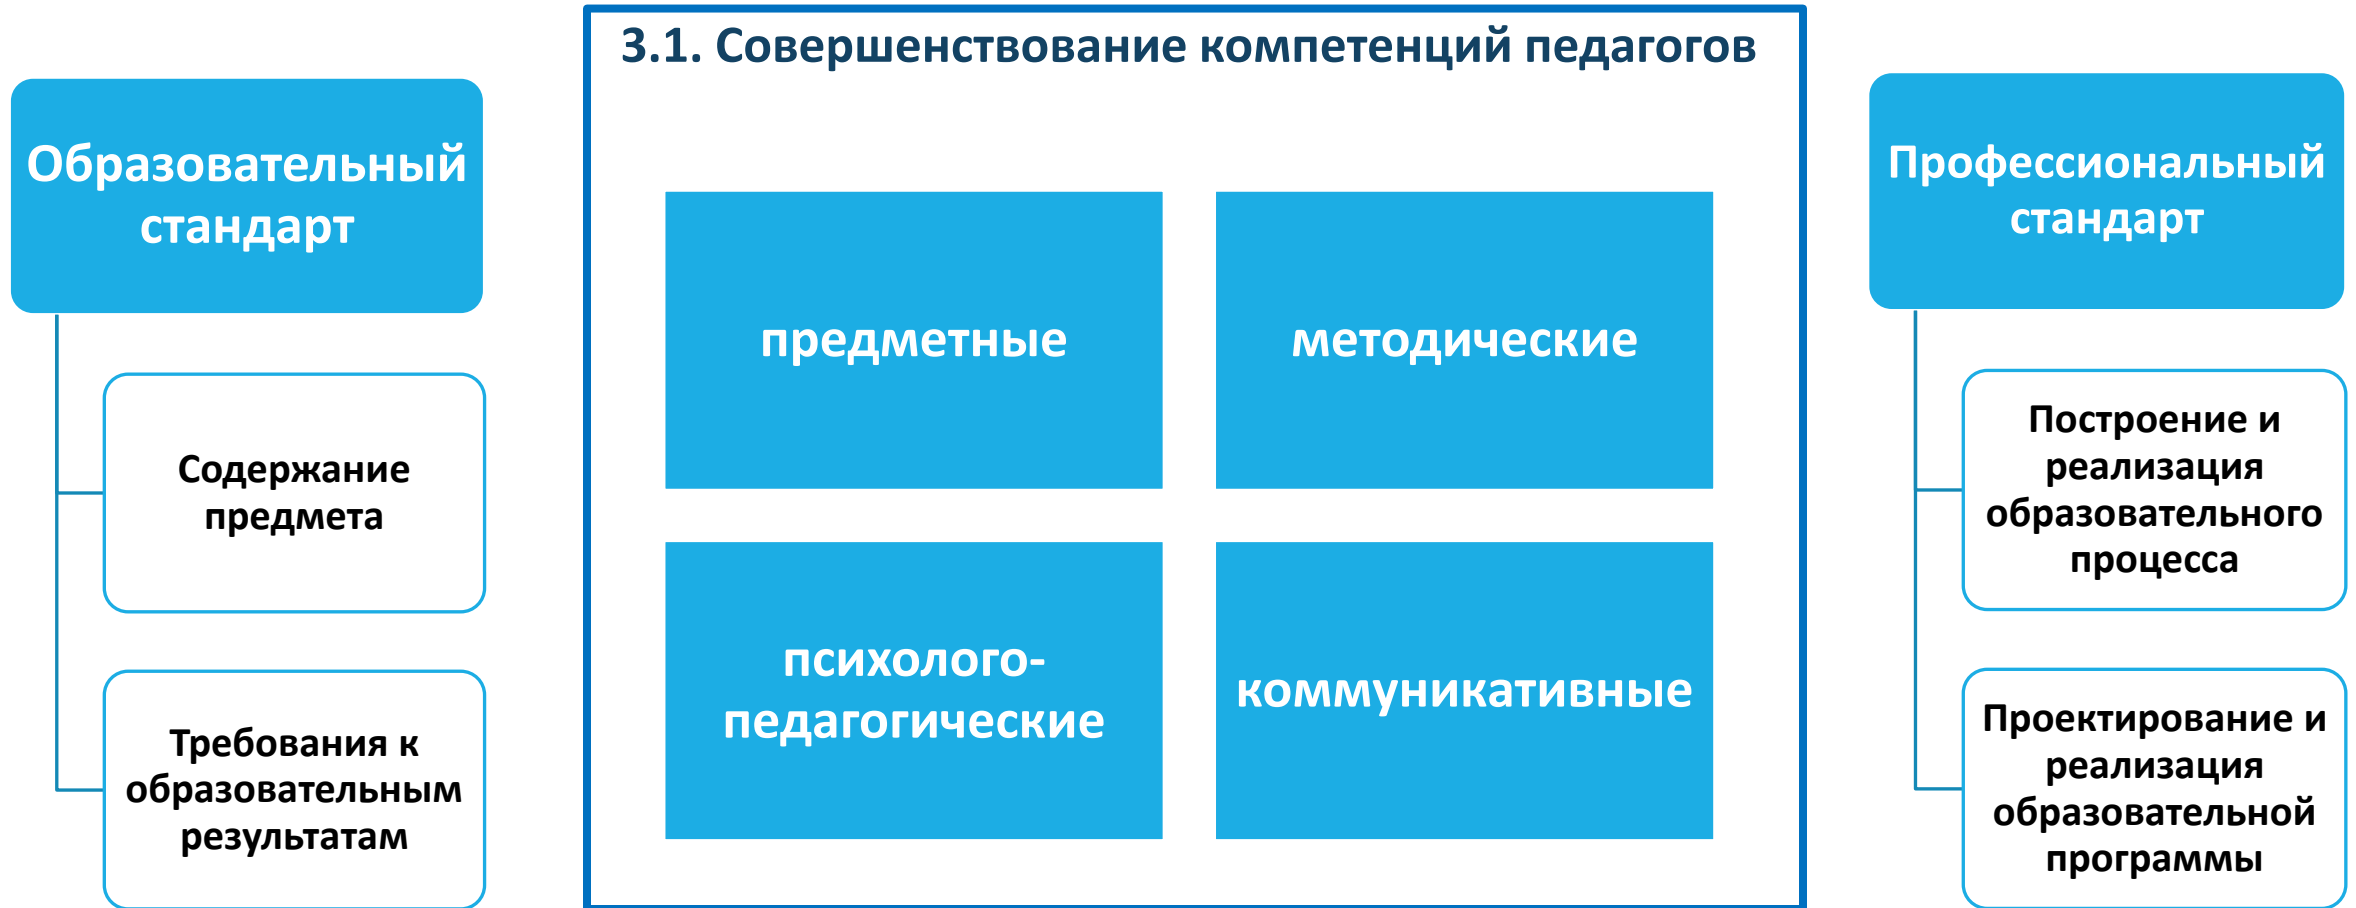 3.1. Совершенствование компетенций педагогов
Образовательный
стандарт
Содержание
предмета
Требования к
образовательным
результатам
предметные
методические
психолого-
педагогические
коммуникативные
Профессиональный
стандарт
Построение и
реализация
образовательного
процесса
Проектирование и
реализация
образовательной
программы